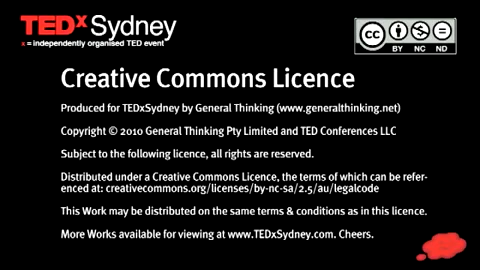 TEDxSydney
x = independently organised TED event
cc
BY NC ND
Creative Commons Licence
Produced for TEDxSydney by General Thinking (www.generalthinking.net)
Copyright © 2010 General Thinking Pty Limited and TED Conferences LLC
Subject to the following licence, all rights are reserved.
Distributed under a Creative Commons Licence, the terms of which can be refer-
enced at: creativecommons.org/licenses/by-nc-sa/2.5/au/legalcode
This Work may be distributed on the same terms & conditions as in this licence.
More Works available for viewing at www.TEDxSydney.com. Cheers.